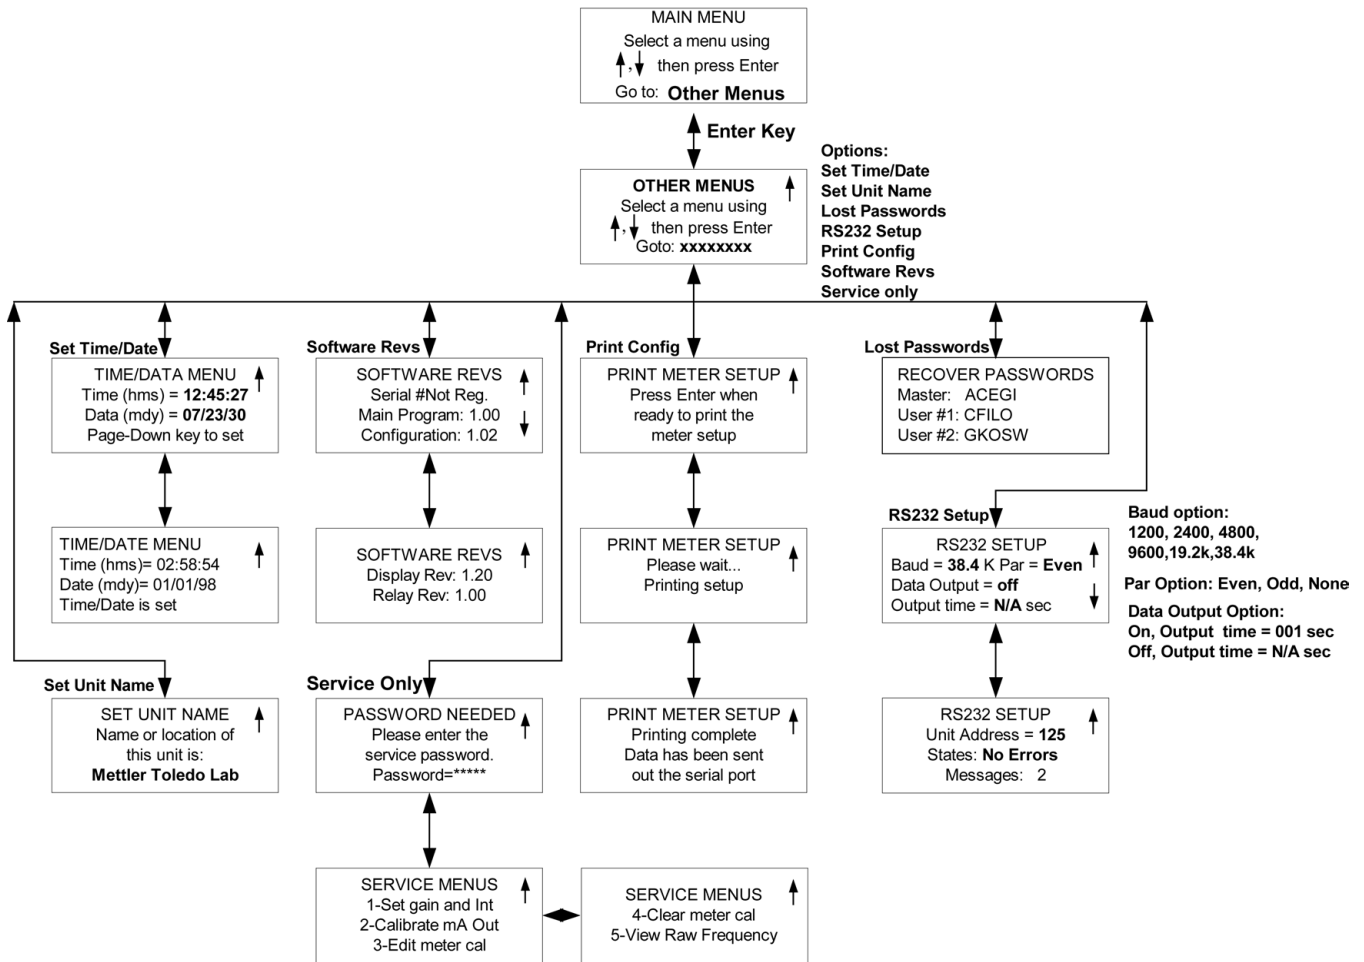 MAIN MENU
Select a menu using
↑,↓ then press Enter
Go to: Other Menus
Enter Key
Options:
Set Time/Date
Set Unit Name
Lost Passwords
RS232 Setup
Print Config
Software Revs
Service only
OTHER MENUS ↑
Select a menu using
↑,↓ then press Enter
Goto: xxxxxxxx
Set Time/Date
TIME/DATA MENU ↑
Time (hms) = 12:45:27
Data (mdy) = 07/23/30
Page-Down key to set
Software Revs
SOFTWARE REVS ↑
Serial #Not Reg.
Main Program: 1.00
Configuration: 1.02 ↓
Print Config
PRINT METER SETUP ↑
Press Enter when
ready to print the
meter setup
Lost Passwords
RECOVER PASSWORDS
Master: ACEGI
User #1: CFILO
User #2: GKOSW
TIME/DATE MENU ↑
Time (hms)= 02:58:54
Date (mdy)= 01/01/98
Time/Date is set
SOFTWARE REVS ↑
Display Rev: 1.20
Relay Rev: 1.00
PRINT METER SETUP ↑
Please wait...
Printing setup
RS232 Setup
RS232 SETUP ↑
Baud = 38.4 K Par = Even
Data Output = off
Output time = N/A sec ↓
Baud option:
1200, 2400, 4800,
9600,19.2k,38.4k
Par Option: Even, Odd, None
Data Output Option:
On, Output time = 001 sec
Off, Output time = N/A sec
Set Unit Name
SET UNIT NAME ↑
Name or location of
this unit is:
Mettler Toledo Lab
Service Only
PASSWORD NEEDED ↑
Please enter the
service password.
Password=*****
PRINT METER SETUP ↑
Printing complete
Data has been sent
out the serial port
RS232 SETUP ↑
Unit Address = 125
States: No Errors
Messages: 2
SERVICE MENUS ↑
1-Set gain and Int
2-Calibrate mA Out
3-Edit meter cal
SERVICE MENUS ↑
4-Clear meter cal
5-View Raw Frequency